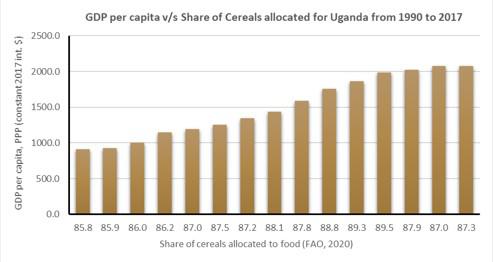 GDP per capita v/s Share of Cereals allocated for Uganda from 1990 to 2017
GDP per capita, PPP (constant 2017 int. $)
2500.0
2000.0
1500.0
1000.0
500.0
0.0
85.8 85.9 86.0 86.2 87.0 87.5 87.2 88.1 87.8 88.8 89.3 89.5 87.9 87.0 87.3
Share of cereals allocated to food (FAO, 2020)